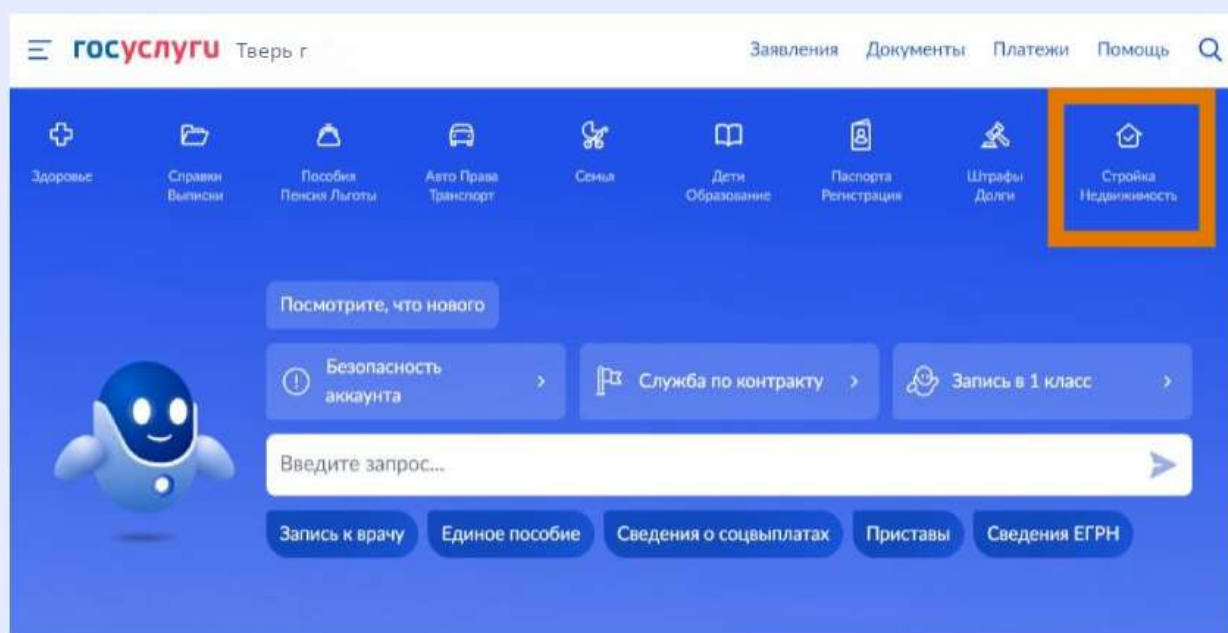 госуслуги Тверь г Заявления Документы Платежи Помощь
Здоровье Справки Пособия Авто Права Семья Дети Паспорта Штрафы Стройка
Выписки Пенсия Льготы Транспорт Образование Регистрация Долги Недвижимость
Посмотрите, что нового
Безопасность
аккаунта
Служба по контракту
Запись в 1 класс
Введите запрос...
Запись к врачу Единое пособие Сведения о соцвыплатах Приставы Сведения ЕГРН